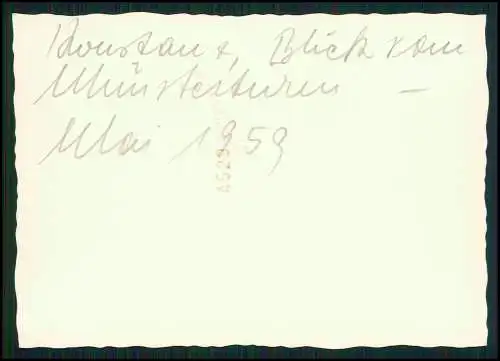 Konstanz, Blick vom
Münsterturm —
Mai 1959